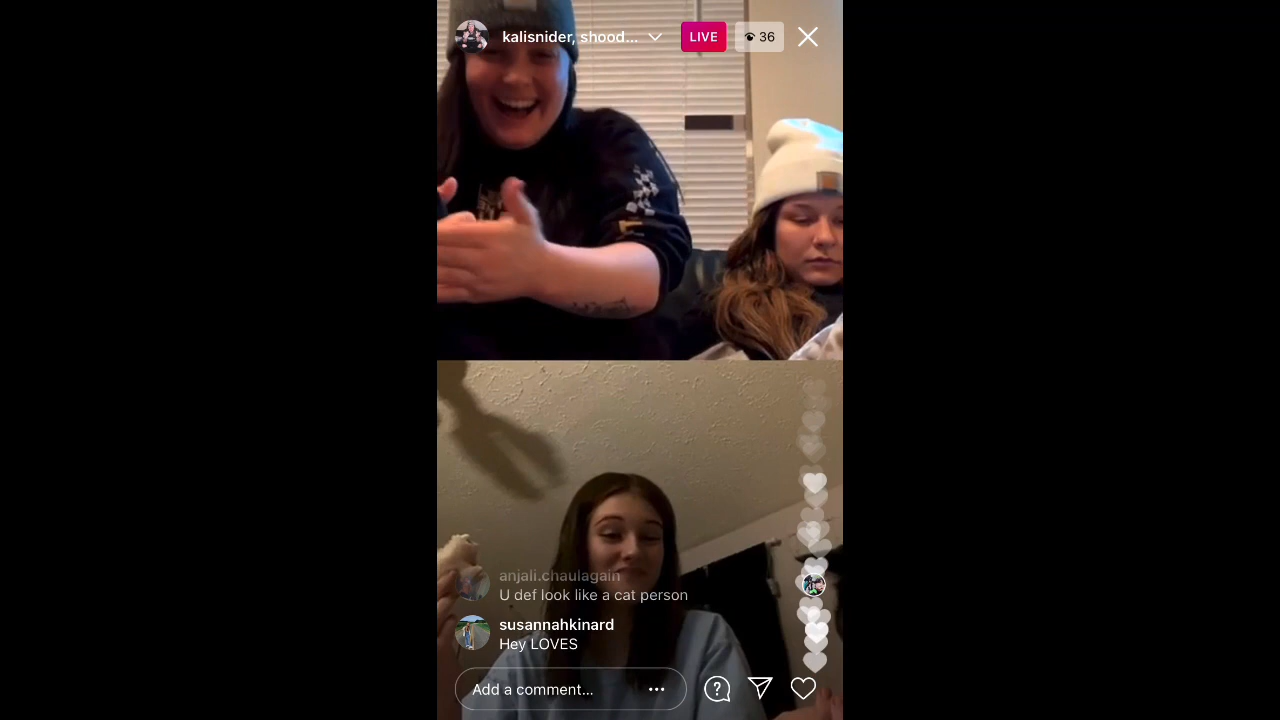 kalisnider, shood...
LIVE
36
anjali.chaulagain
U def look like a cat person
susannahkinard
Hey LOVES
Add a comment...